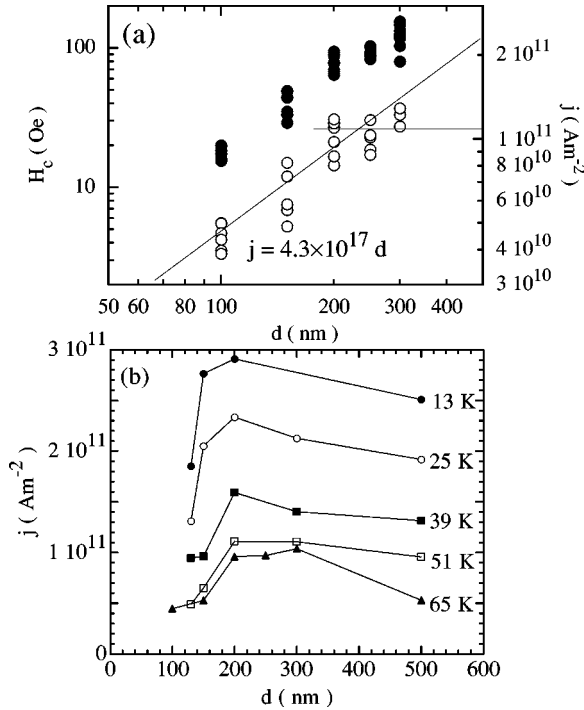 (a)
100
10
H_c ( Oe )
2 10^11
1 10^11
8 10^10
6 10^10
4 10^10
3 10^10
j ( Am^-2 )
j = 4.3×10^17 d
50 60 80 100 200 300 400
d ( nm )
(b)
3 10^11
2 10^11
1 10^11
0
j ( Am^-2 )
13 K
25 K
39 K
51 K
65 K
0 100 200 300 400 500 600
d ( nm )